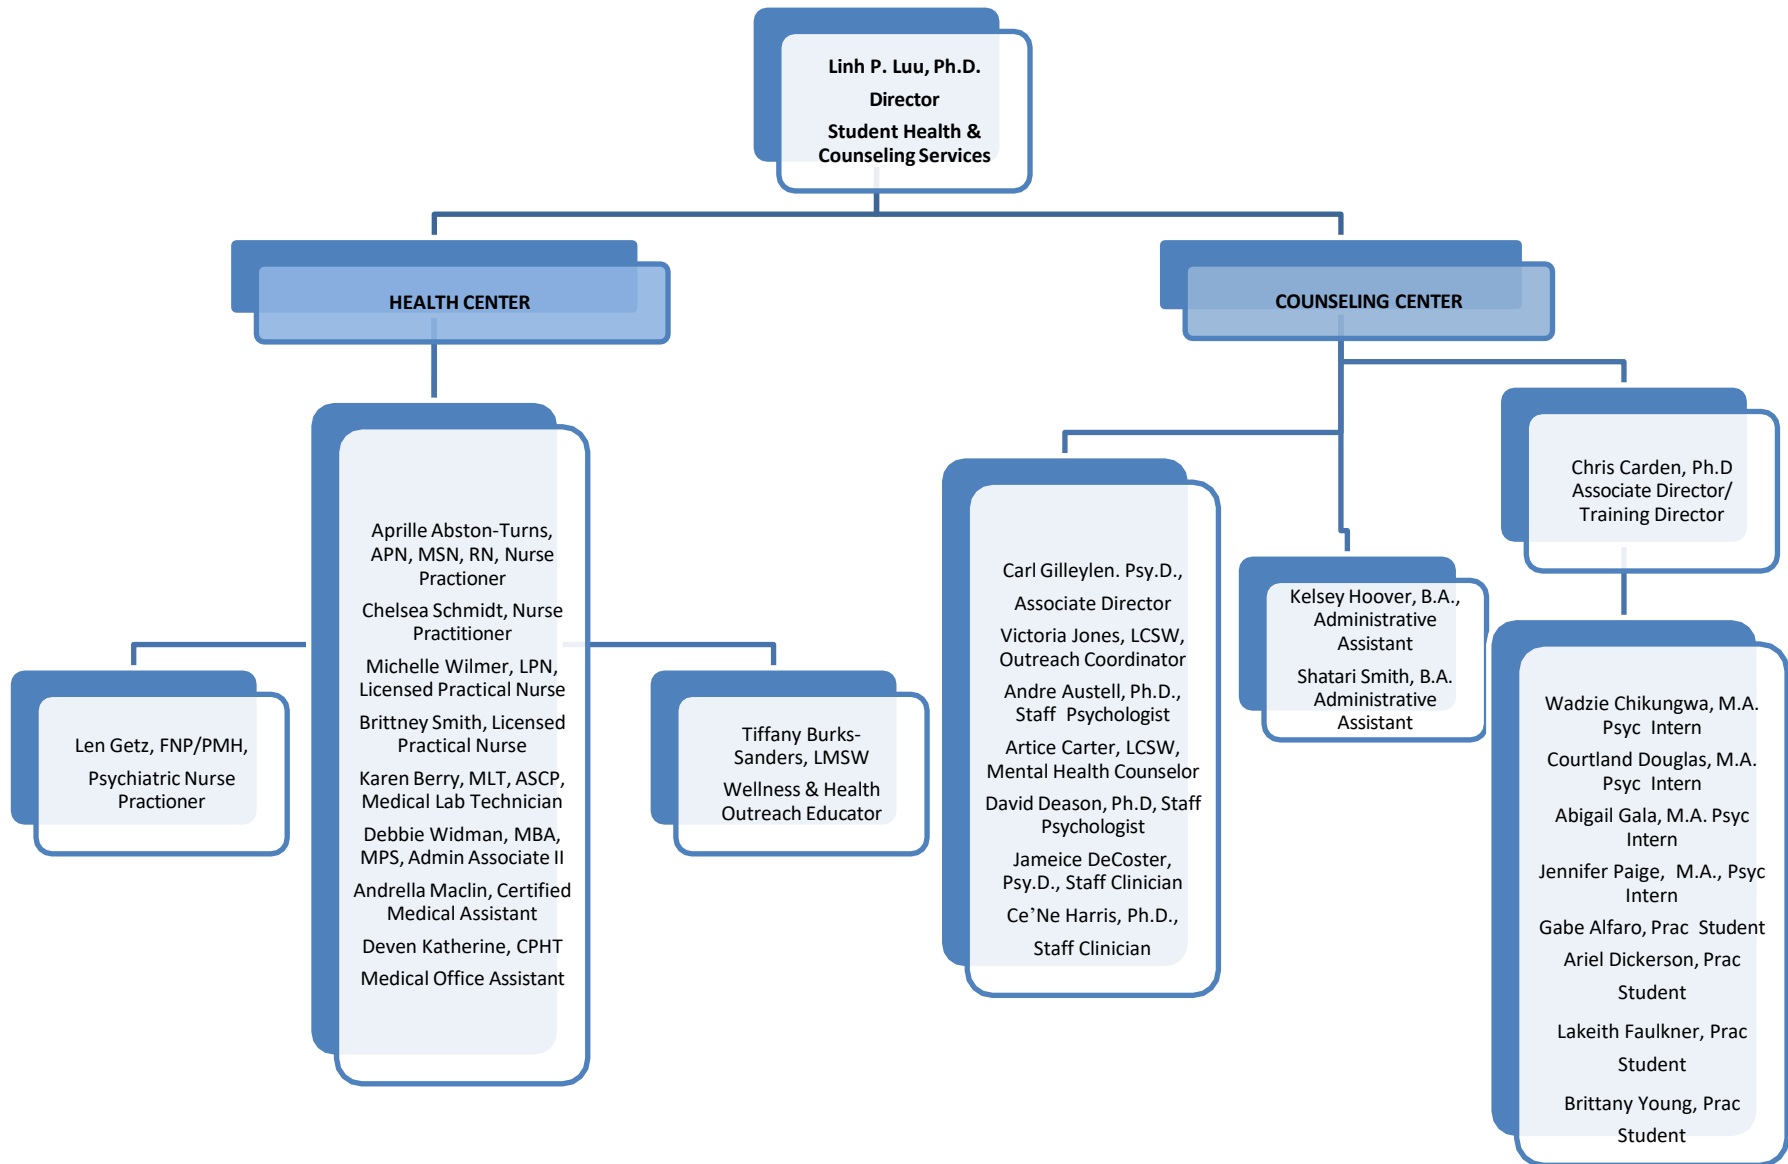 Linh P. Luu, Ph.D.
Director
Student Health &
Counseling Services
HEALTH CENTER
COUNSELING CENTER
Aprille Abston-Turns,
APN, MSN, RN, Nurse
Practioner
Chelsea Schmidt, Nurse
Practitioner
Michelle Wilmer, LPN,
Licensed Practical Nurse
Brittney Smith, Licensed
Practical Nurse
Karen Berry, MLT, ASCP,
Medical Lab Technician
Debbie Widman, MBA,
MPS, Admin Associate II
Andrella Maclin, Certified
Medical Assistant
Deven Katherine, CPHT
Medical Office Assistant
Len Getz, FNP/PMH,
Psychiatric Nurse
Practioner
Tiffany Burks-
Sanders, LMSW
Wellness & Health
Outreach Educator
Carl Gilleylen. Psy.D.,
Associate Director
Victoria Jones, LCSW,
Outreach Coordinator
Andre Austell, Ph.D.,
Staff Psychologist
Artice Carter, LCSW,
Mental Health Counselor
David Deason, Ph.D, Staff
Psychologist
Jameice DeCoster,
Psy.D., Staff Clinician
Ce’Ne Harris, Ph.D.,
Staff Clinician
Kelsey Hoover, B.A.,
Administrative
Assistant
Shatari Smith, B.A.
Administrative
Assistant
Chris Carden, Ph.D
Associate Director/
Training Director
Wadzie Chikungwa, M.A.
Psyc Intern
Courtland Douglas, M.A.
Psyc Intern
Abigail Gala, M.A. Psyc
Intern
Jennifer Paige, M.A., Psyc
Intern
Gabe Alfaro, Prac Student
Ariel Dickerson, Prac
Student
Lakeith Faulkner, Prac
Student
Brittany Young, Prac
Student